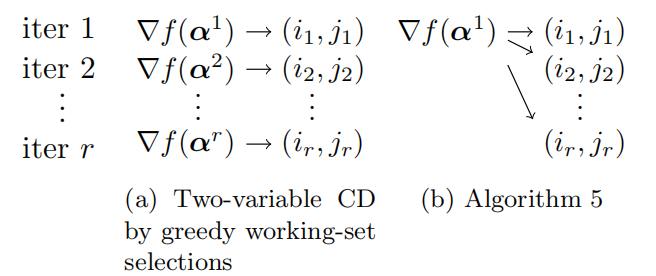 iter 1 ∇f(α¹) → (i₁, j₁) ∇f(α¹) → (i₁, j₁)
iter 2 ∇f(α²) → (i₂, j₂) (i₂, j₂)
⋮ ⋮ ⋮ ⋮
iter r ∇f(αʳ) → (iᵣ, jᵣ) (iᵣ, jᵣ)
(a) Two-variable CD
by greedy working-set
selections
(b) Algorithm 5